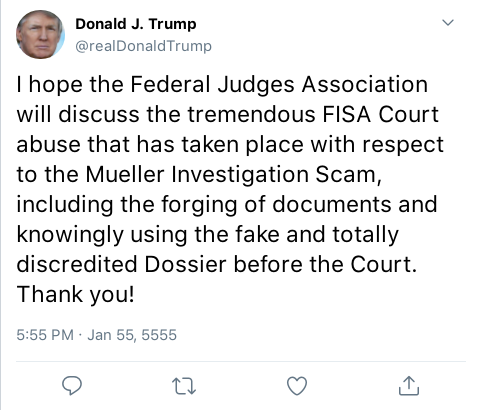 Donald J. Trump
@realDonaldTrump
I hope the Federal Judges Association
will discuss the tremendous FISA Court
abuse that has taken place with respect
to the Mueller Investigation Scam,
including the forging of documents and
knowingly using the fake and totally
discredited Dossier before the Court.
Thank you!
5:55 PM · Jan 55, 5555